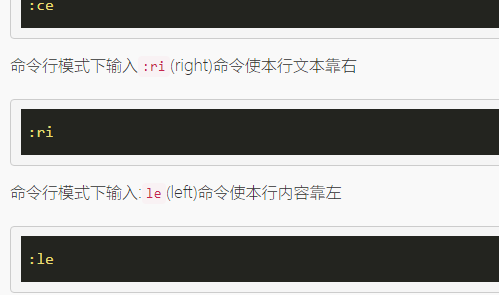 :ce
命令行模式下输入 :ri (right)命令使本行文本靠右
:ri
命令行模式下输入: le (left)命令使本行内容靠左
:le